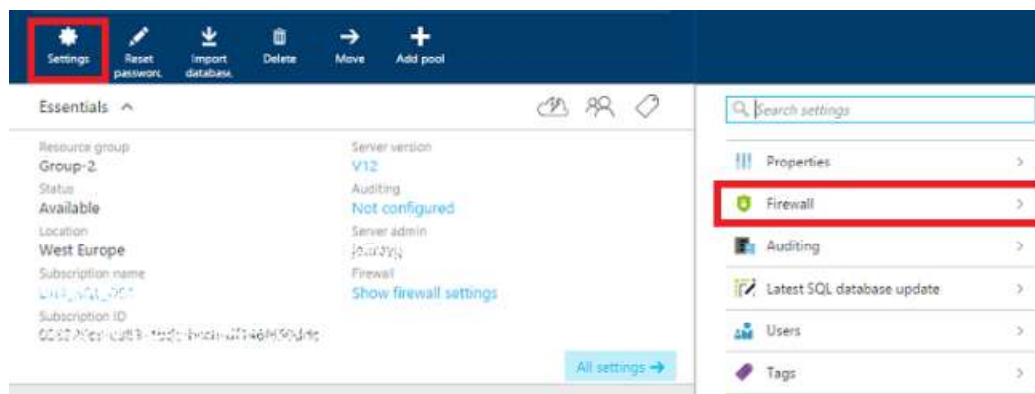 Settings
Reset
passworc
Import
database.
Delete
Move
Add pool
Essentials
Resource group
Group-2
Status
Available
Location
West Europe
Subscription name
Subscription ID
Server version
V12
Auditing
Not configured
Server admin
Firewall
Show firewall settings
All settings
Search settings
Properties
Firewall
Auditing
Latest SQL database update
Users
Tags